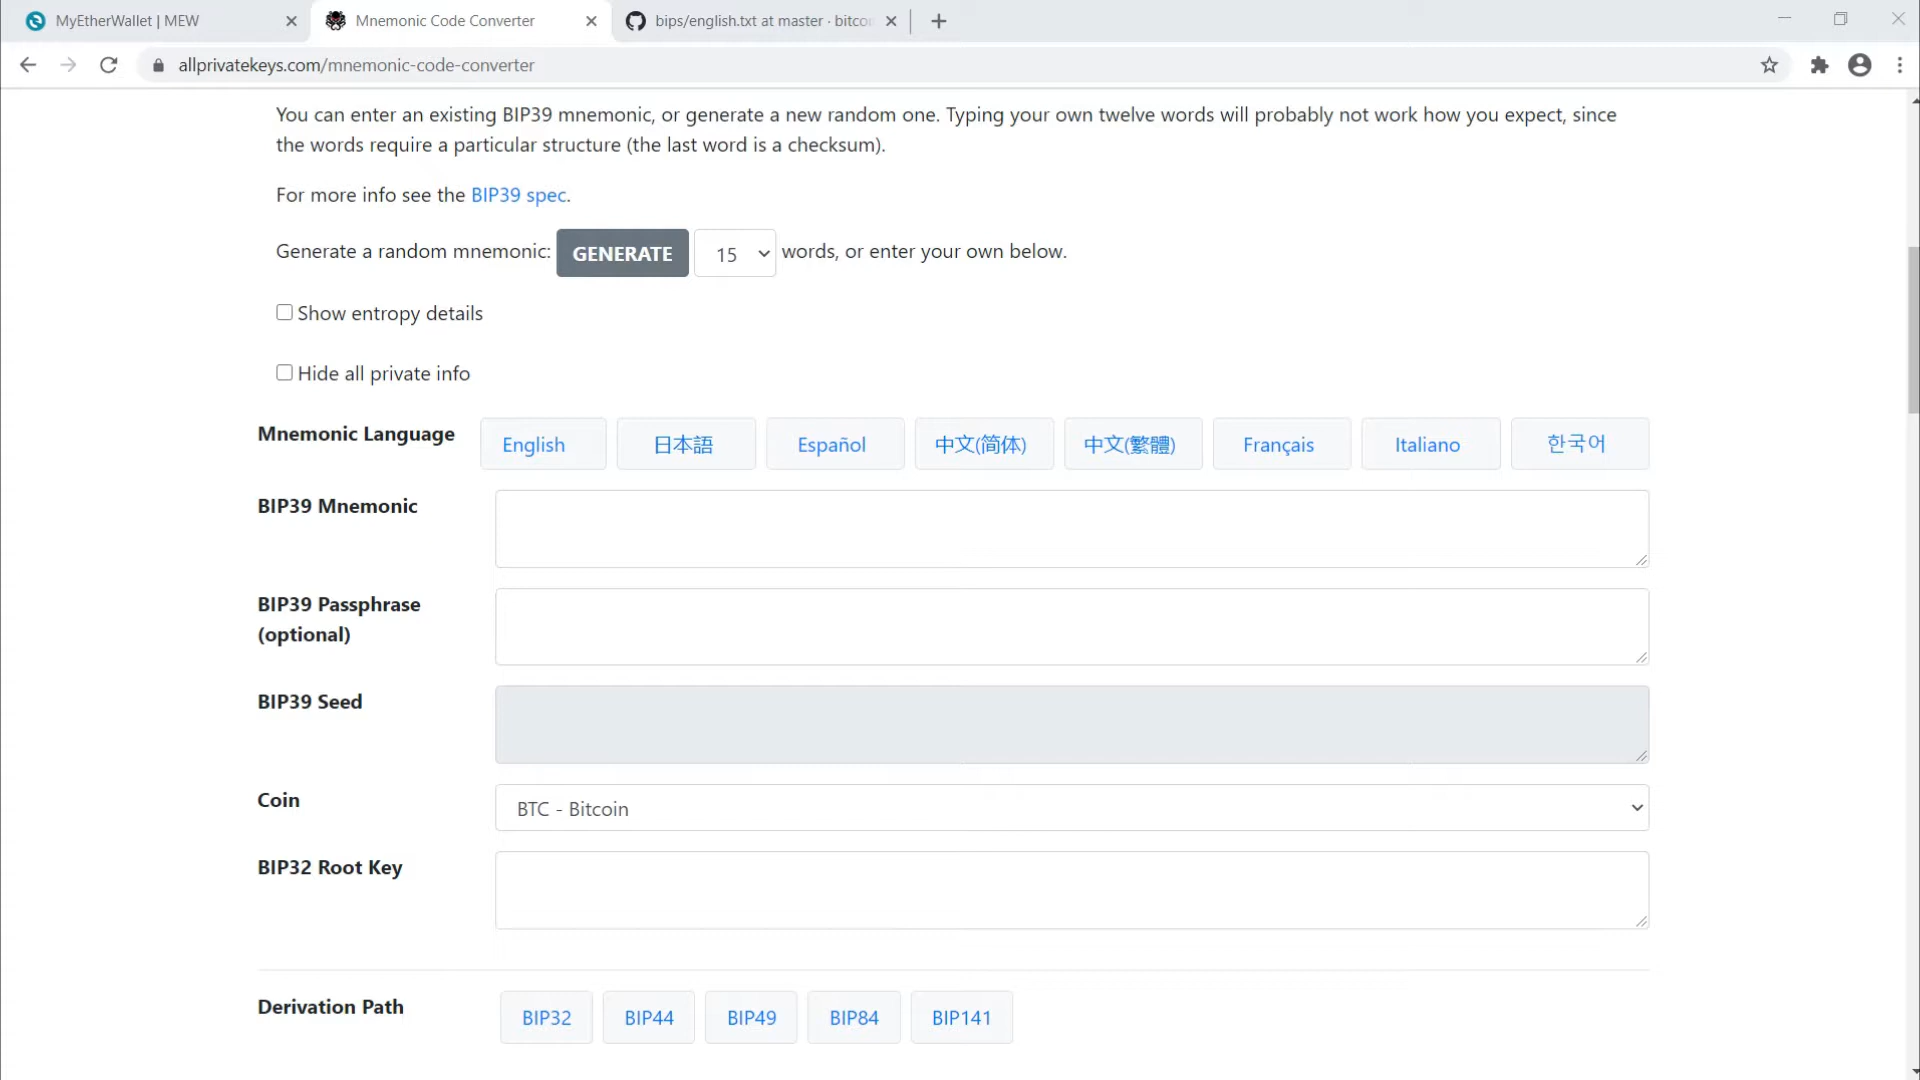 MyEtherWallet | MEW
Mnemonic Code Converter
bips/english.txt at master · bitco
allprivatekeys.com/mnemonic-code-converter
You can enter an existing BIP39 mnemonic, or generate a new random one. Typing your own twelve words will probably not work how you expect, since
the words require a particular structure (the last word is a checksum).
For more info see the BIP39 spec.
Generate a random mnemonic: GENERATE 15 words, or enter your own below.
Show entropy details
Hide all private info
Mnemonic Language English 日本語 Español 中文(简体) 中文(繁體) Français Italiano 한국어
BIP39 Mnemonic
BIP39 Passphrase
(optional)
BIP39 Seed
Coin BTC - Bitcoin
BIP32 Root Key
Derivation Path BIP32 BIP44 BIP49 BIP84 BIP141